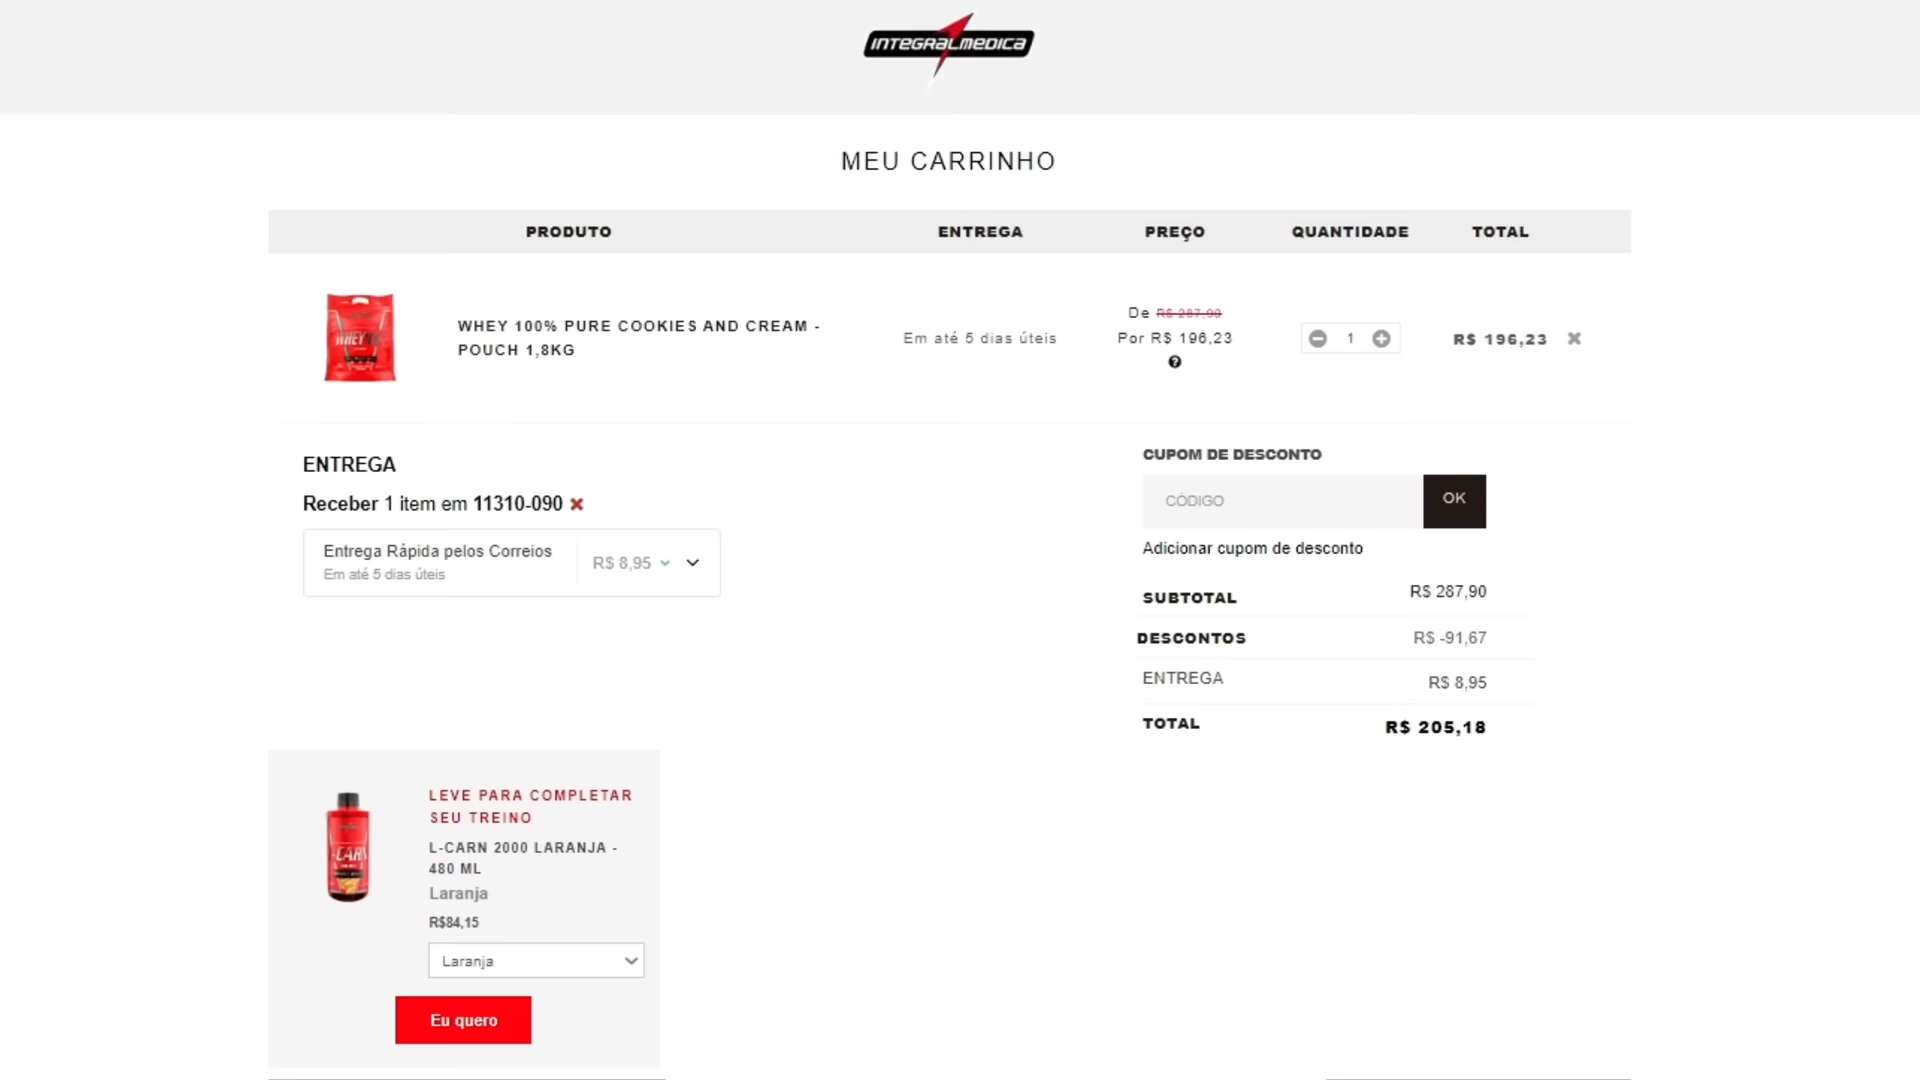 INTEGRALMEDICA
MEU CARRINHO
PRODUTO ENTREGA PREÇO QUANTIDADE TOTAL
WHEY 100% PURE COOKIES AND CREAM -
POUCH 1,8KG
Em até 5 dias úteis
De R$ 287,90
Por R$ 196,23
1
R$ 196,23
ENTREGA
Receber 1 item em 11310-090
Entrega Rápida pelos Correios
Em até 5 dias úteis
R$ 8,95
CUPOM DE DESCONTO
CÓDIGO
OK
Adicionar cupom de desconto
SUBTOTAL R$ 287,90
DESCONTOS R$ -91,67
ENTREGA R$ 8,95
TOTAL R$ 205,18
LEVE PARA COMPLETAR
SEU TREINO
L-CARN 2000 LARANJA -
480 ML
Laranja
R$84,15
Laranja
Eu quero